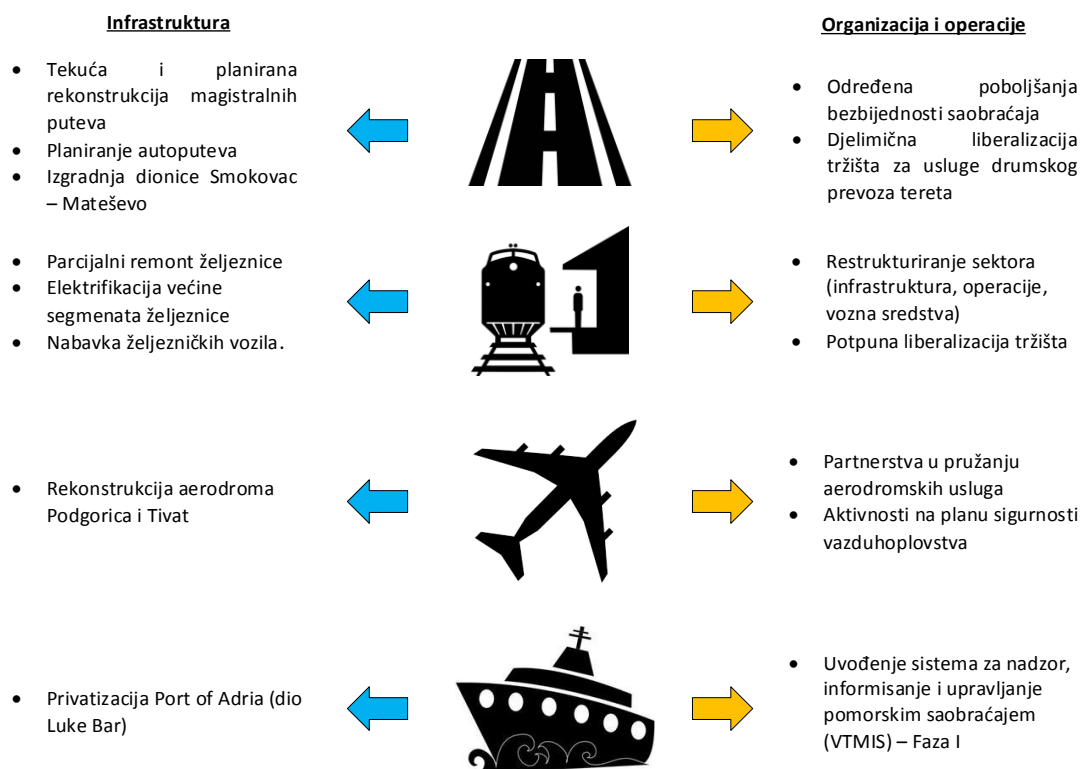 Infrastruktura
• Tekuća i planirana
rekonstrukcija magistralnih
puteva
• Planiranje autoputeva
• Izgradnja dionice Smokovac
– Mateševo
• Parcijalni remont željeznice
• Elektrifikacija većine
segmenata željeznice
• Nabavka željezničkih vozila.
• Rekonstrukcija aerodroma
Podgorica i Tivat
• Privatizacija Port of Adria (dio
Luke Bar)
Organizacija i operacije
• Određena poboljšanja
bezbijednosti saobraćaja
• Djelimična liberalizacija
tržišta za usluge drumskog
prevoza tereta
• Restrukturiranje sektora
(infrastruktura, operacije,
vozna sredstva)
• Potpuna liberalizacija tržišta
• Partnerstva u pružanju
aerodromskih usluga
• Aktivnosti na planu sigurnosti
vazduhoplovstva
• Uvođenje sistema za nadzor,
informisanje i upravljanje
pomorskim saobraćajem
(VTMIS) – Faza I